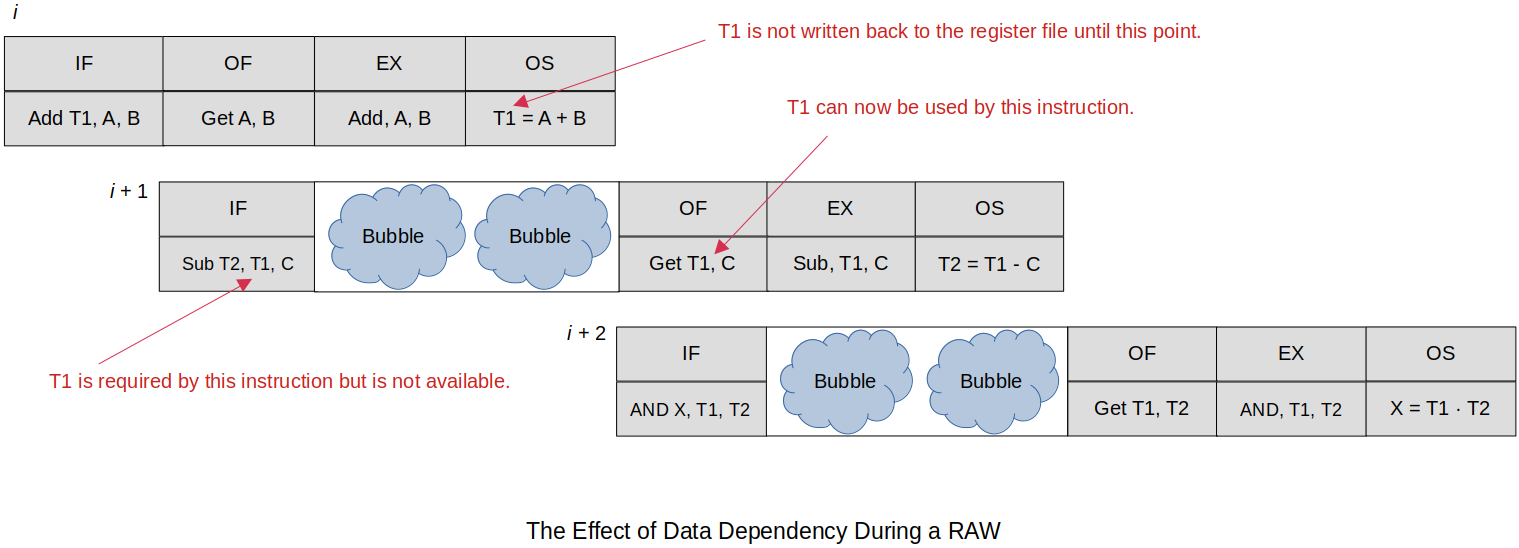 i
T1 is not written back to the register file until this point.
IF OF EX OS
Add T1, A, B Get A, B Add, A, B T1 = A + B
T1 can now be used by this instruction.
i + 1
IF Bubble Bubble OF EX OS
Sub T2, T1, C Get T1, C Sub, T1, C T2 = T1 - C
i + 2
IF Bubble Bubble OF EX OS
T1 is required by this instruction but is not available.
AND X, T1, T2 Get T1, T2 AND, T1, T2 X = T1 · T2
The Effect of Data Dependency During a RAW